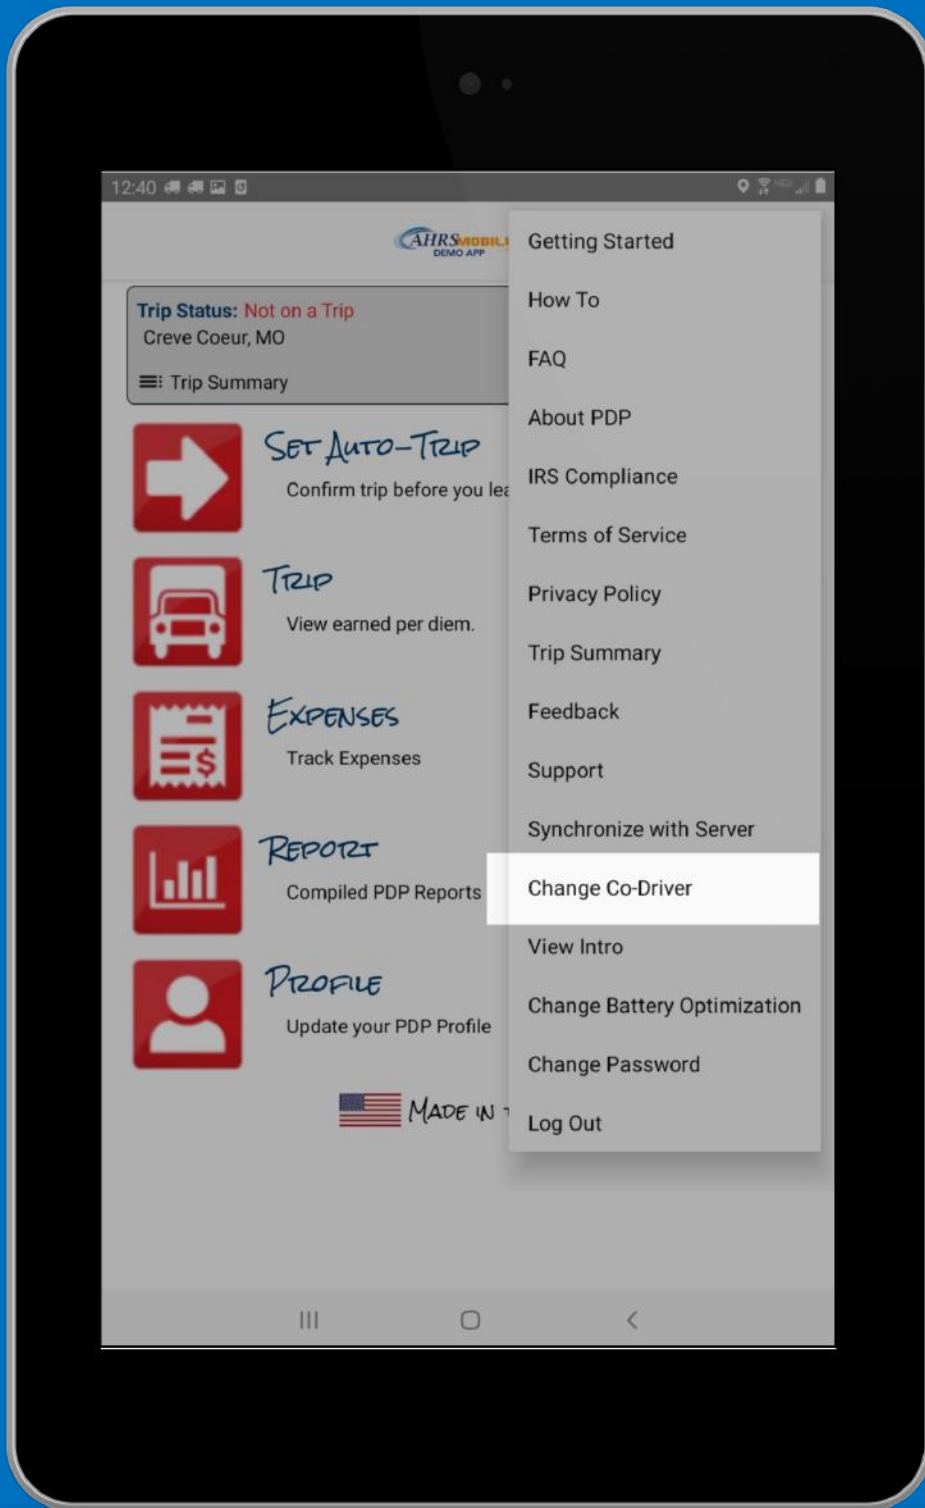 12:40
AHRSMOBILE
DEMO APP
Trip Status: Not on a Trip
Creve Coeur, MO
Trip Summary
SET AUTO-TRIP
Confirm trip before you lea
TRIP
View earned per diem.
EXPENSES
Track Expenses
$
REPORT
Compiled PDP Reports
PROFILE
Update your PDP Profile
MADE IN
Getting Started
How To
FAQ
About PDP
IRS Compliance
Terms of Service
Privacy Policy
Trip Summary
Feedback
Support
Synchronize with Server
Change Co-Driver
View Intro
Change Battery Optimization
Change Password
Log Out